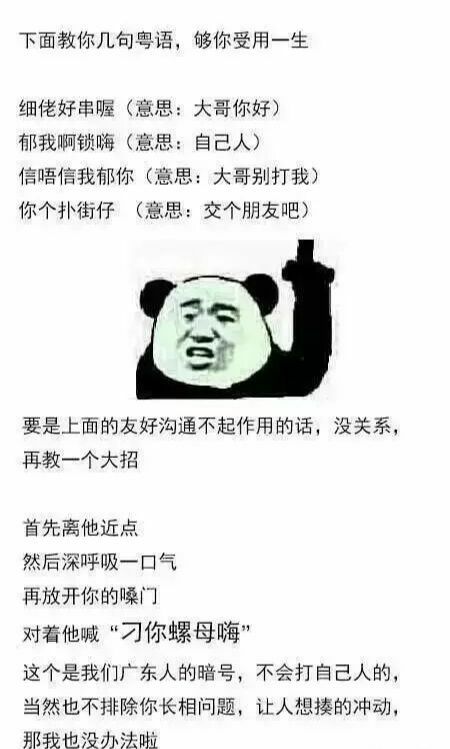 下面教你几句粤语，够你受用一生
细佬好串喔（意思：大哥你好）
郁我啊锁嗨（意思：自己人）
信唔信我郁你（意思：大哥别打我）
你个扑街仔 （意思：交个朋友吧）
要是上面的友好沟通不起作用的话，没关系，
再教一个大招
首先离他近点
然后深呼吸一口气
再放开你的嗓门
对着他喊“刁你螺母嗨”
这个是我们广东人的暗号，不会打自己人的，
当然也不排除你长相问题，让人想揍的冲动，
那我也没办法啦